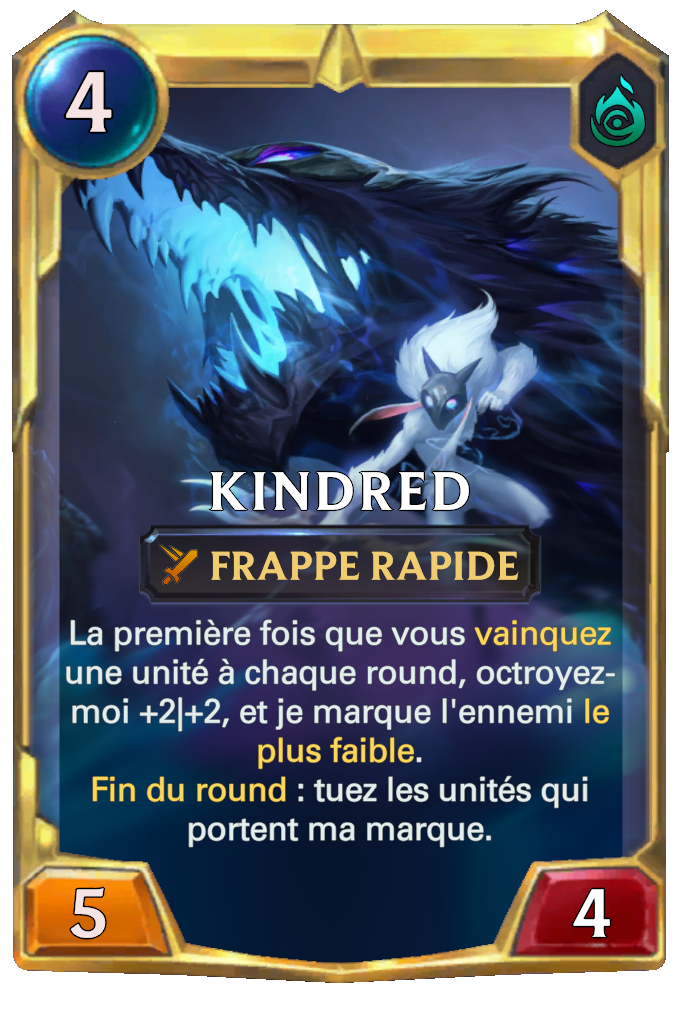 4
KINDRED
FRAPPE RAPIDE
La première fois que vous vainquez
une unité à chaque round, octroyez-
moi +2|+2, et je marque l'ennemi le
plus faible.
Fin du round : tuez les unités qui
portent ma marque.
5
4